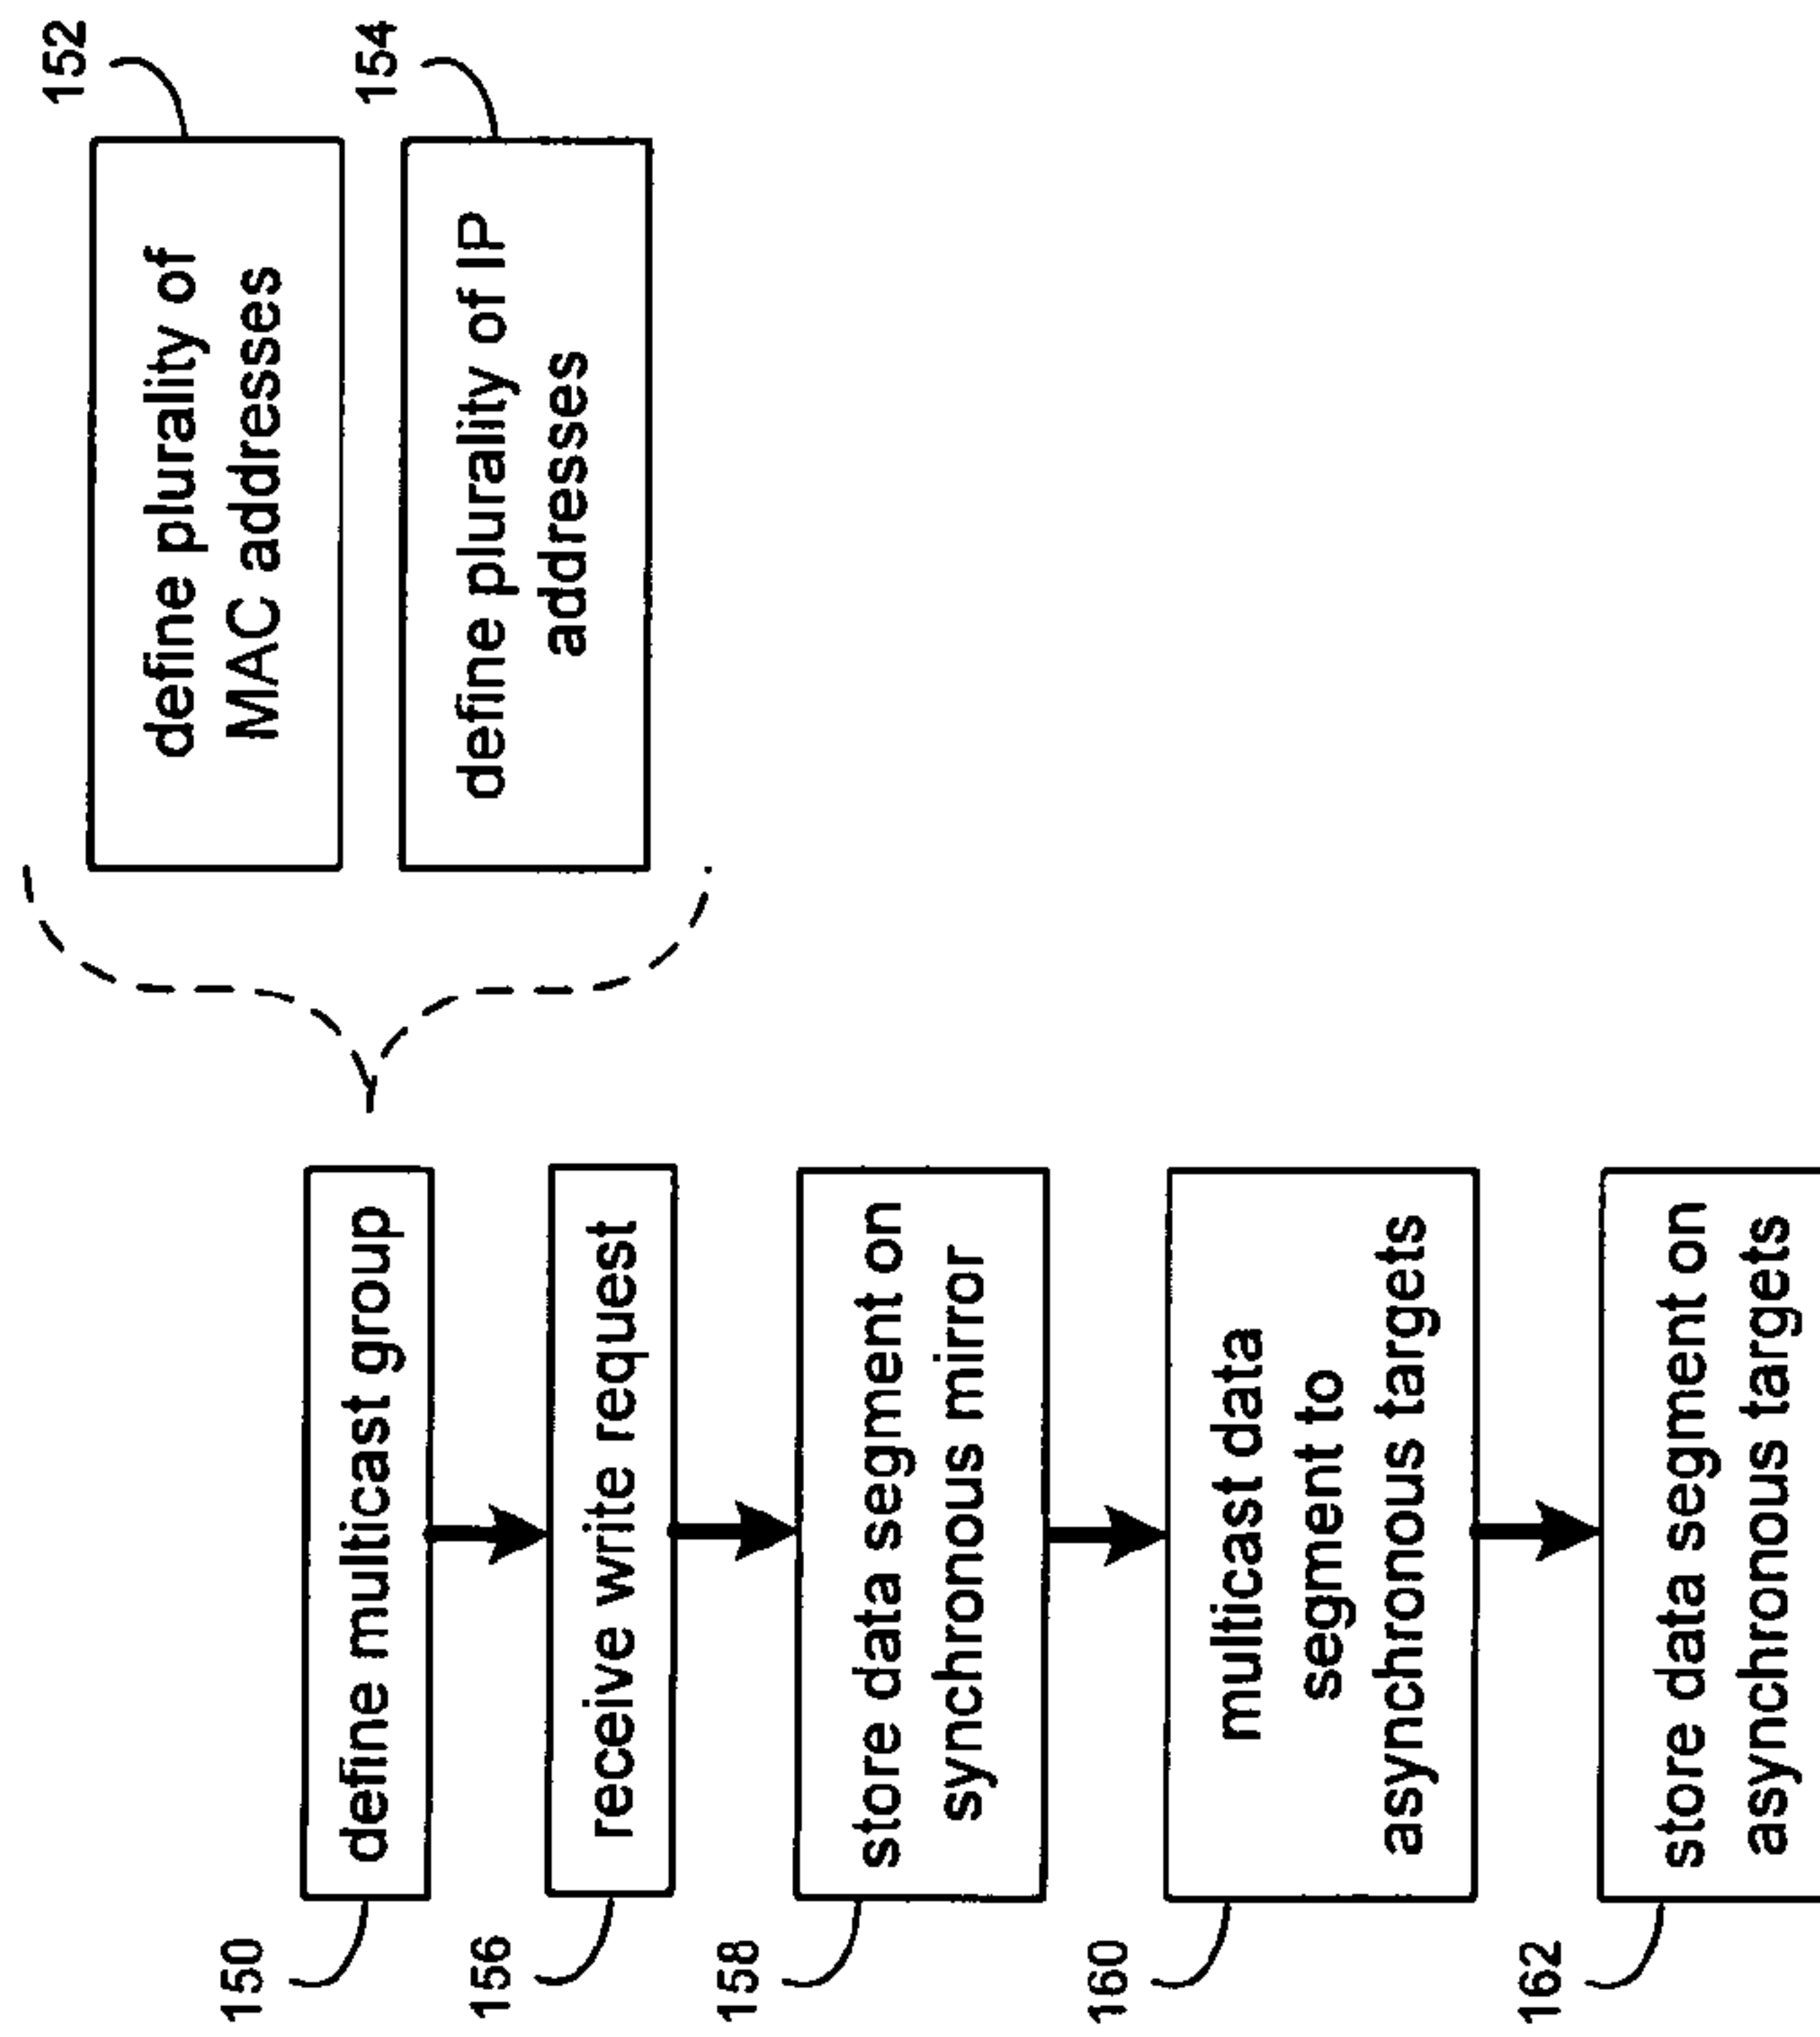 150
define multicast group
152
define plurality of
MAC addresses
154
define plurality of IP
addresses
156
receive write request
158
store data segment on
synchronous mirror
160
multicast data
segment to
asynchronous targets
162
store data segment on
asynchronous targets